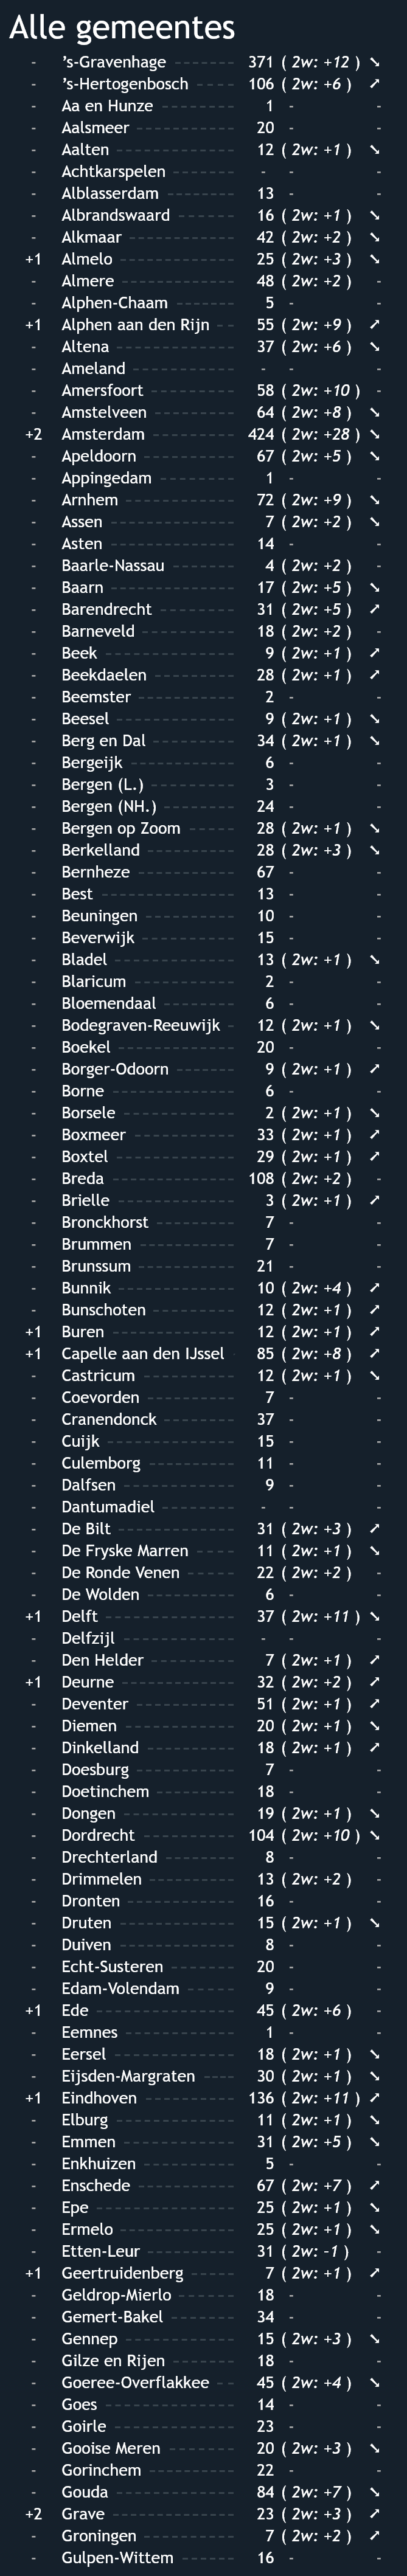 Alle gemeentes
- ’s-Gravenhage 371 ( 2w: +12 ) ➘
- ’s-Hertogenbosch 106 ( 2w: +6 ) ➚
- Aa en Hunze 1 - -
- Aalsmeer 20 - -
- Aalten 12 ( 2w: +1 ) ➘
- Achtkarspelen - - -
- Alblasserdam 13 - -
- Albrandswaard 16 ( 2w: +1 ) ➘
- Alkmaar 42 ( 2w: +2 ) ➘
+1 Almelo 25 ( 2w: +3 ) ➘
- Almere 48 ( 2w: +2 ) -
- Alphen-Chaam 5 - -
+1 Alphen aan den Rijn 55 ( 2w: +9 ) ➚
- Altena 37 ( 2w: +6 ) ➘
- Ameland - - -
- Amersfoort 58 ( 2w: +10 ) -
- Amstelveen 64 ( 2w: +8 ) ➘
+2 Amsterdam 424 ( 2w: +28 ) ➘
- Apeldoorn 67 ( 2w: +5 ) ➘
- Appingedam 1 - -
- Arnhem 72 ( 2w: +9 ) ➘
- Assen 7 ( 2w: +2 ) ➘
- Asten 14 - -
- Baarle-Nassau 4 ( 2w: +2 ) -
- Baarn 17 ( 2w: +5 ) ➘
- Barendrecht 31 ( 2w: +5 ) ➚
- Barneveld 18 ( 2w: +2 ) -
- Beek 9 ( 2w: +1 ) ➚
- Beekdaelen 28 ( 2w: +1 ) ➚
- Beemster 2 - -
- Beesel 9 ( 2w: +1 ) ➘
- Berg en Dal 34 ( 2w: +1 ) ➘
- Bergeijk 6 - -
- Bergen (L.) 3 - -
- Bergen (NH.) 24 - -
- Bergen op Zoom 28 ( 2w: +1 ) ➘
- Berkelland 28 ( 2w: +3 ) ➘
- Bernheze 67 - -
- Best 13 - -
- Beuningen 10 - -
- Beverwijk 15 - -
- Bladel 13 ( 2w: +1 ) ➘
- Blaricum 2 - -
- Bloemendaal 6 - -
- Bodegraven-Reeuwijk 12 ( 2w: +1 ) ➘
- Boekel 20 - -
- Borger-Odoorn 9 ( 2w: +1 ) ➚
- Borne 6 - -
- Borsele 2 ( 2w: +1 ) ➘
- Boxmeer 33 ( 2w: +1 ) ➚
- Boxtel 29 ( 2w: +1 ) ➚
- Breda 108 ( 2w: +2 ) -
- Brielle 3 ( 2w: +1 ) ➚
- Bronckhorst 7 - -
- Brummen 7 - -
- Brunssum 21 - -
- Bunnik 10 ( 2w: +4 ) ➚
- Bunschoten 12 ( 2w: +1 ) ➚
+1 Buren 12 ( 2w: +1 ) ➚
+1 Capelle aan den IJssel 85 ( 2w: +8 ) ➚
- Castricum 12 ( 2w: +1 ) ➘
- Coevorden 7 - -
- Cranendonck 37 - -
- Cuijk 15 - -
- Culemborg 11 - -
- Dalfsen 9 - -
- Dantumadiel - - -
- De Bilt 31 ( 2w: +3 ) ➚
- De Fryske Marren 11 ( 2w: +1 ) ➘
- De Ronde Venen 22 ( 2w: +2 ) -
- De Wolden 6 - -
+1 Delft 37 ( 2w: +11 ) ➘
- Delfzijl - - -
- Den Helder 7 ( 2w: +1 ) ➚
+1 Deurne 32 ( 2w: +2 ) ➚
- Deventer 51 ( 2w: +1 ) ➚
- Diemen 20 ( 2w: +1 ) ➘
- Dinkelland 18 ( 2w: +1 ) ➚
- Doesburg 7 - -
- Doetinchem 18 - -
- Dongen 19 ( 2w: +1 ) ➘
- Dordrecht 104 ( 2w: +10 ) ➘
- Drechterland 8 - -
- Drimmelen 13 ( 2w: +2 ) -
- Dronten 16 - -
- Druten 15 ( 2w: +1 ) ➘
- Duiven 8 - -
- Echt-Susteren 20 - -
- Edam-Volendam 9 - -
+1 Ede 45 ( 2w: +6 ) -
- Eemnes 1 - -
- Eersel 18 ( 2w: +1 ) ➘
- Eijsden-Margraten 30 ( 2w: +1 ) ➘
+1 Eindhoven 136 ( 2w: +11 ) ➚
- Elburg 11 ( 2w: +1 ) ➘
- Emmen 31 ( 2w: +5 ) ➘
- Enkhuizen 5 - -
- Enschede 67 ( 2w: +7 ) ➚
- Epe 25 ( 2w: +1 ) ➘
- Ermelo 25 ( 2w: +1 ) ➘
- Etten-Leur 31 ( 2w: -1 ) -
+1 Geertruidenberg 7 ( 2w: +1 ) ➚
- Geldrop-Mierlo 18 - -
- Gemert-Bakel 34 - -
- Gennep 15 ( 2w: +3 ) ➘
- Gilze en Rijen 18 - -
- Goeree-Overflakkee 45 ( 2w: +4 ) ➘
- Goes 14 - -
- Goirle 23 - -
- Gooise Meren 20 ( 2w: +3 ) ➘
- Gorinchem 22 - -
- Gouda 84 ( 2w: +7 ) ➘
+2 Grave 23 ( 2w: +3 ) ➚
- Groningen 7 ( 2w: +2 ) ➚
- Gulpen-Wittem 16 - -